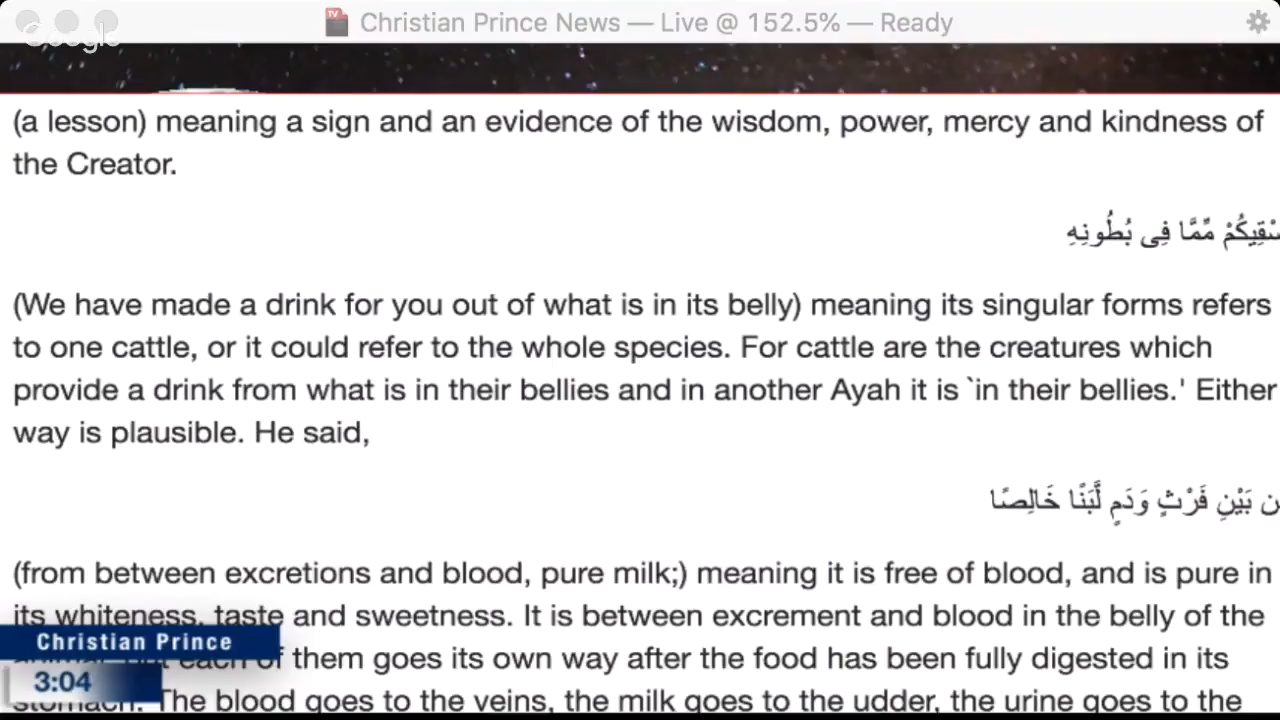 Christian Prince News — Live @ 152.5% — Ready
Google
(a lesson) meaning a sign and an evidence of the wisdom, power, mercy and kindness of
the Creator.
سْقِيكُمْ مِّمَّا فِى بُطُونِهِ
(We have made a drink for you out of what is in its belly) meaning its singular forms refers
to one cattle, or it could refer to the whole species. For cattle are the creatures which
provide a drink from what is in their bellies and in another Ayah it is `in their bellies.' Either
way is plausible. He said,
ن بَيْنِ فَرْثٍ وَدَمٍ لَّبَنًا خَالِصًا
(from between excretions and blood, pure milk;) meaning it is free of blood, and is pure in
its whiteness, taste and sweetness. It is between excrement and blood in the belly of the
each of them goes its own way after the food has been fully digested in its
stomach. The blood goes to the veins, the milk goes to the udder, the urine goes to the
Christian Prince
3:04